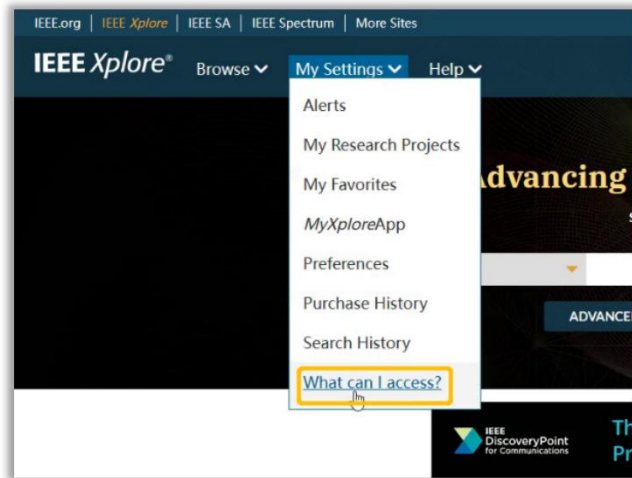 IEEE.org | IEEE Xplore | IEEE SA | IEEE Spectrum | More Sites
IEEE Xplore® Browse My Settings Help
Alerts
My Research Projects
My Favorites
MyXploreApp
Preferences
Purchase History
Search History
What can I access?
dvancing
s
ADVANCE
IEEE
DiscoveryPoint
for Communications
Th
Pr